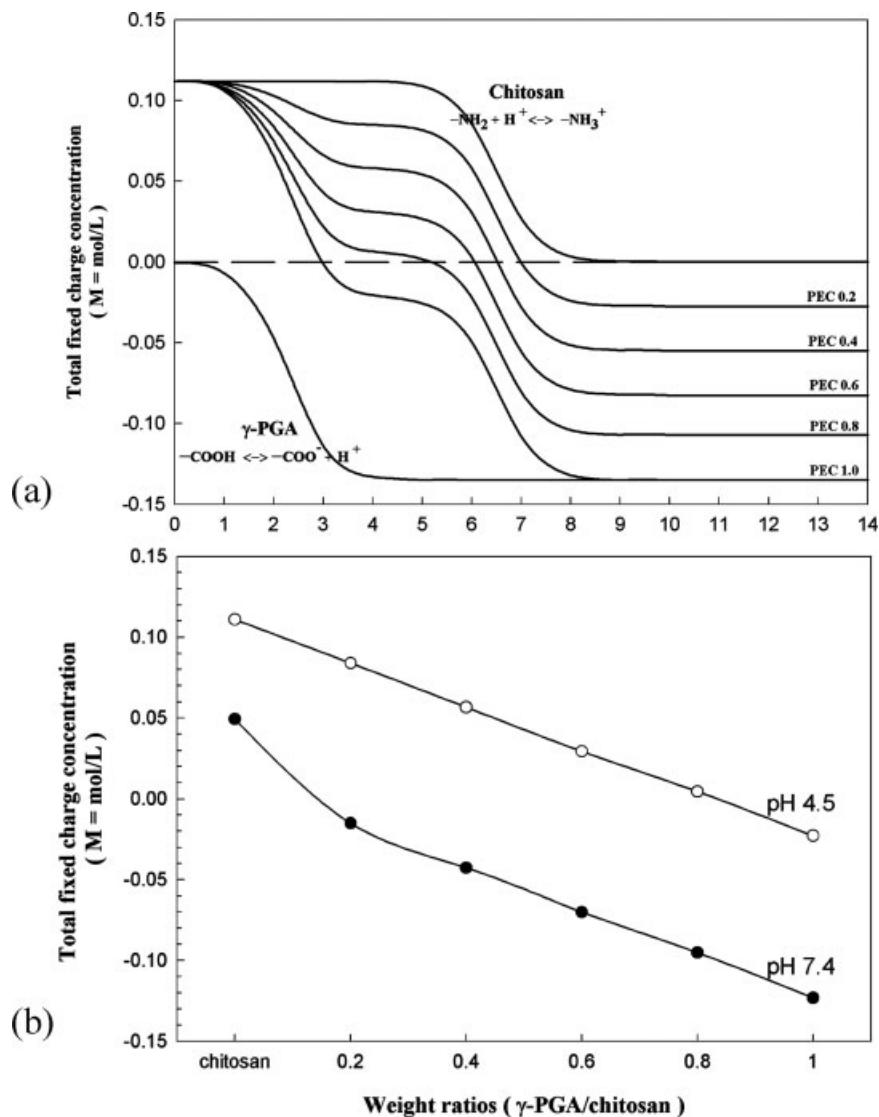 0.15
0.10
0.05
0.00
-0.05
-0.10
-0.15
Total fixed charge concentration
( M = mol/L )
Chitosan
−NH₂ + H⁺ <-> −NH₃⁺
γ-PGA
−COOH <-> −COO⁻ + H⁺
PEC 0.2
PEC 0.4
PEC 0.6
PEC 0.8
PEC 1.0
0 1 2 3 4 5 6 7 8 9 10 11 12 13 14
(a)
0.15
0.10
0.05
0.00
-0.05
-0.10
-0.15
Total fixed charge concentration
( M = mol/L )
pH 4.5
pH 7.4
chitosan 0.2 0.4 0.6 0.8 1
(b)
Weight ratios ( γ-PGA/chitosan )